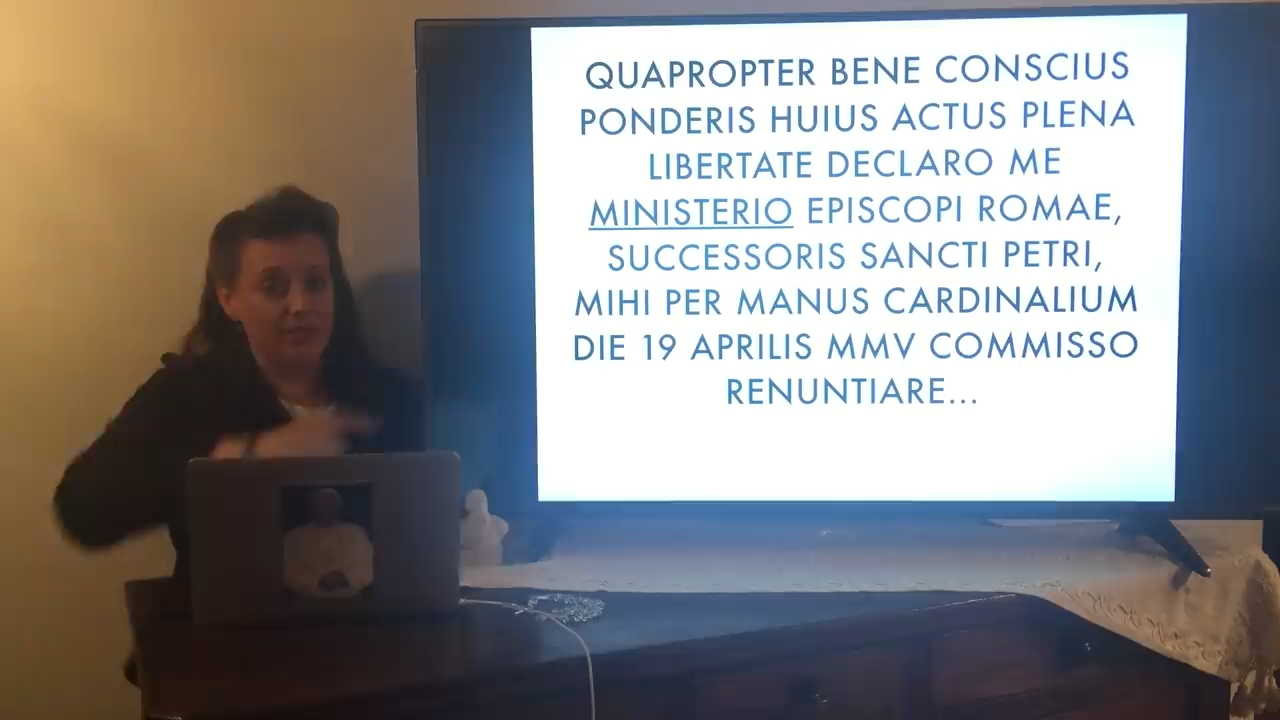 QUAPROPTER BENE CONSCIUS
PONDERIS HUIUS ACTUS PLENA
LIBERTATE DECLARO ME
MINISTERIO EPISCOPI ROMAE,
SUCCESSORIS SANCTI PETRI,
MIHI PER MANUS CARDINALIUM
DIE 19 APRILIS MMV COMMISSO
RENUNTIARE...